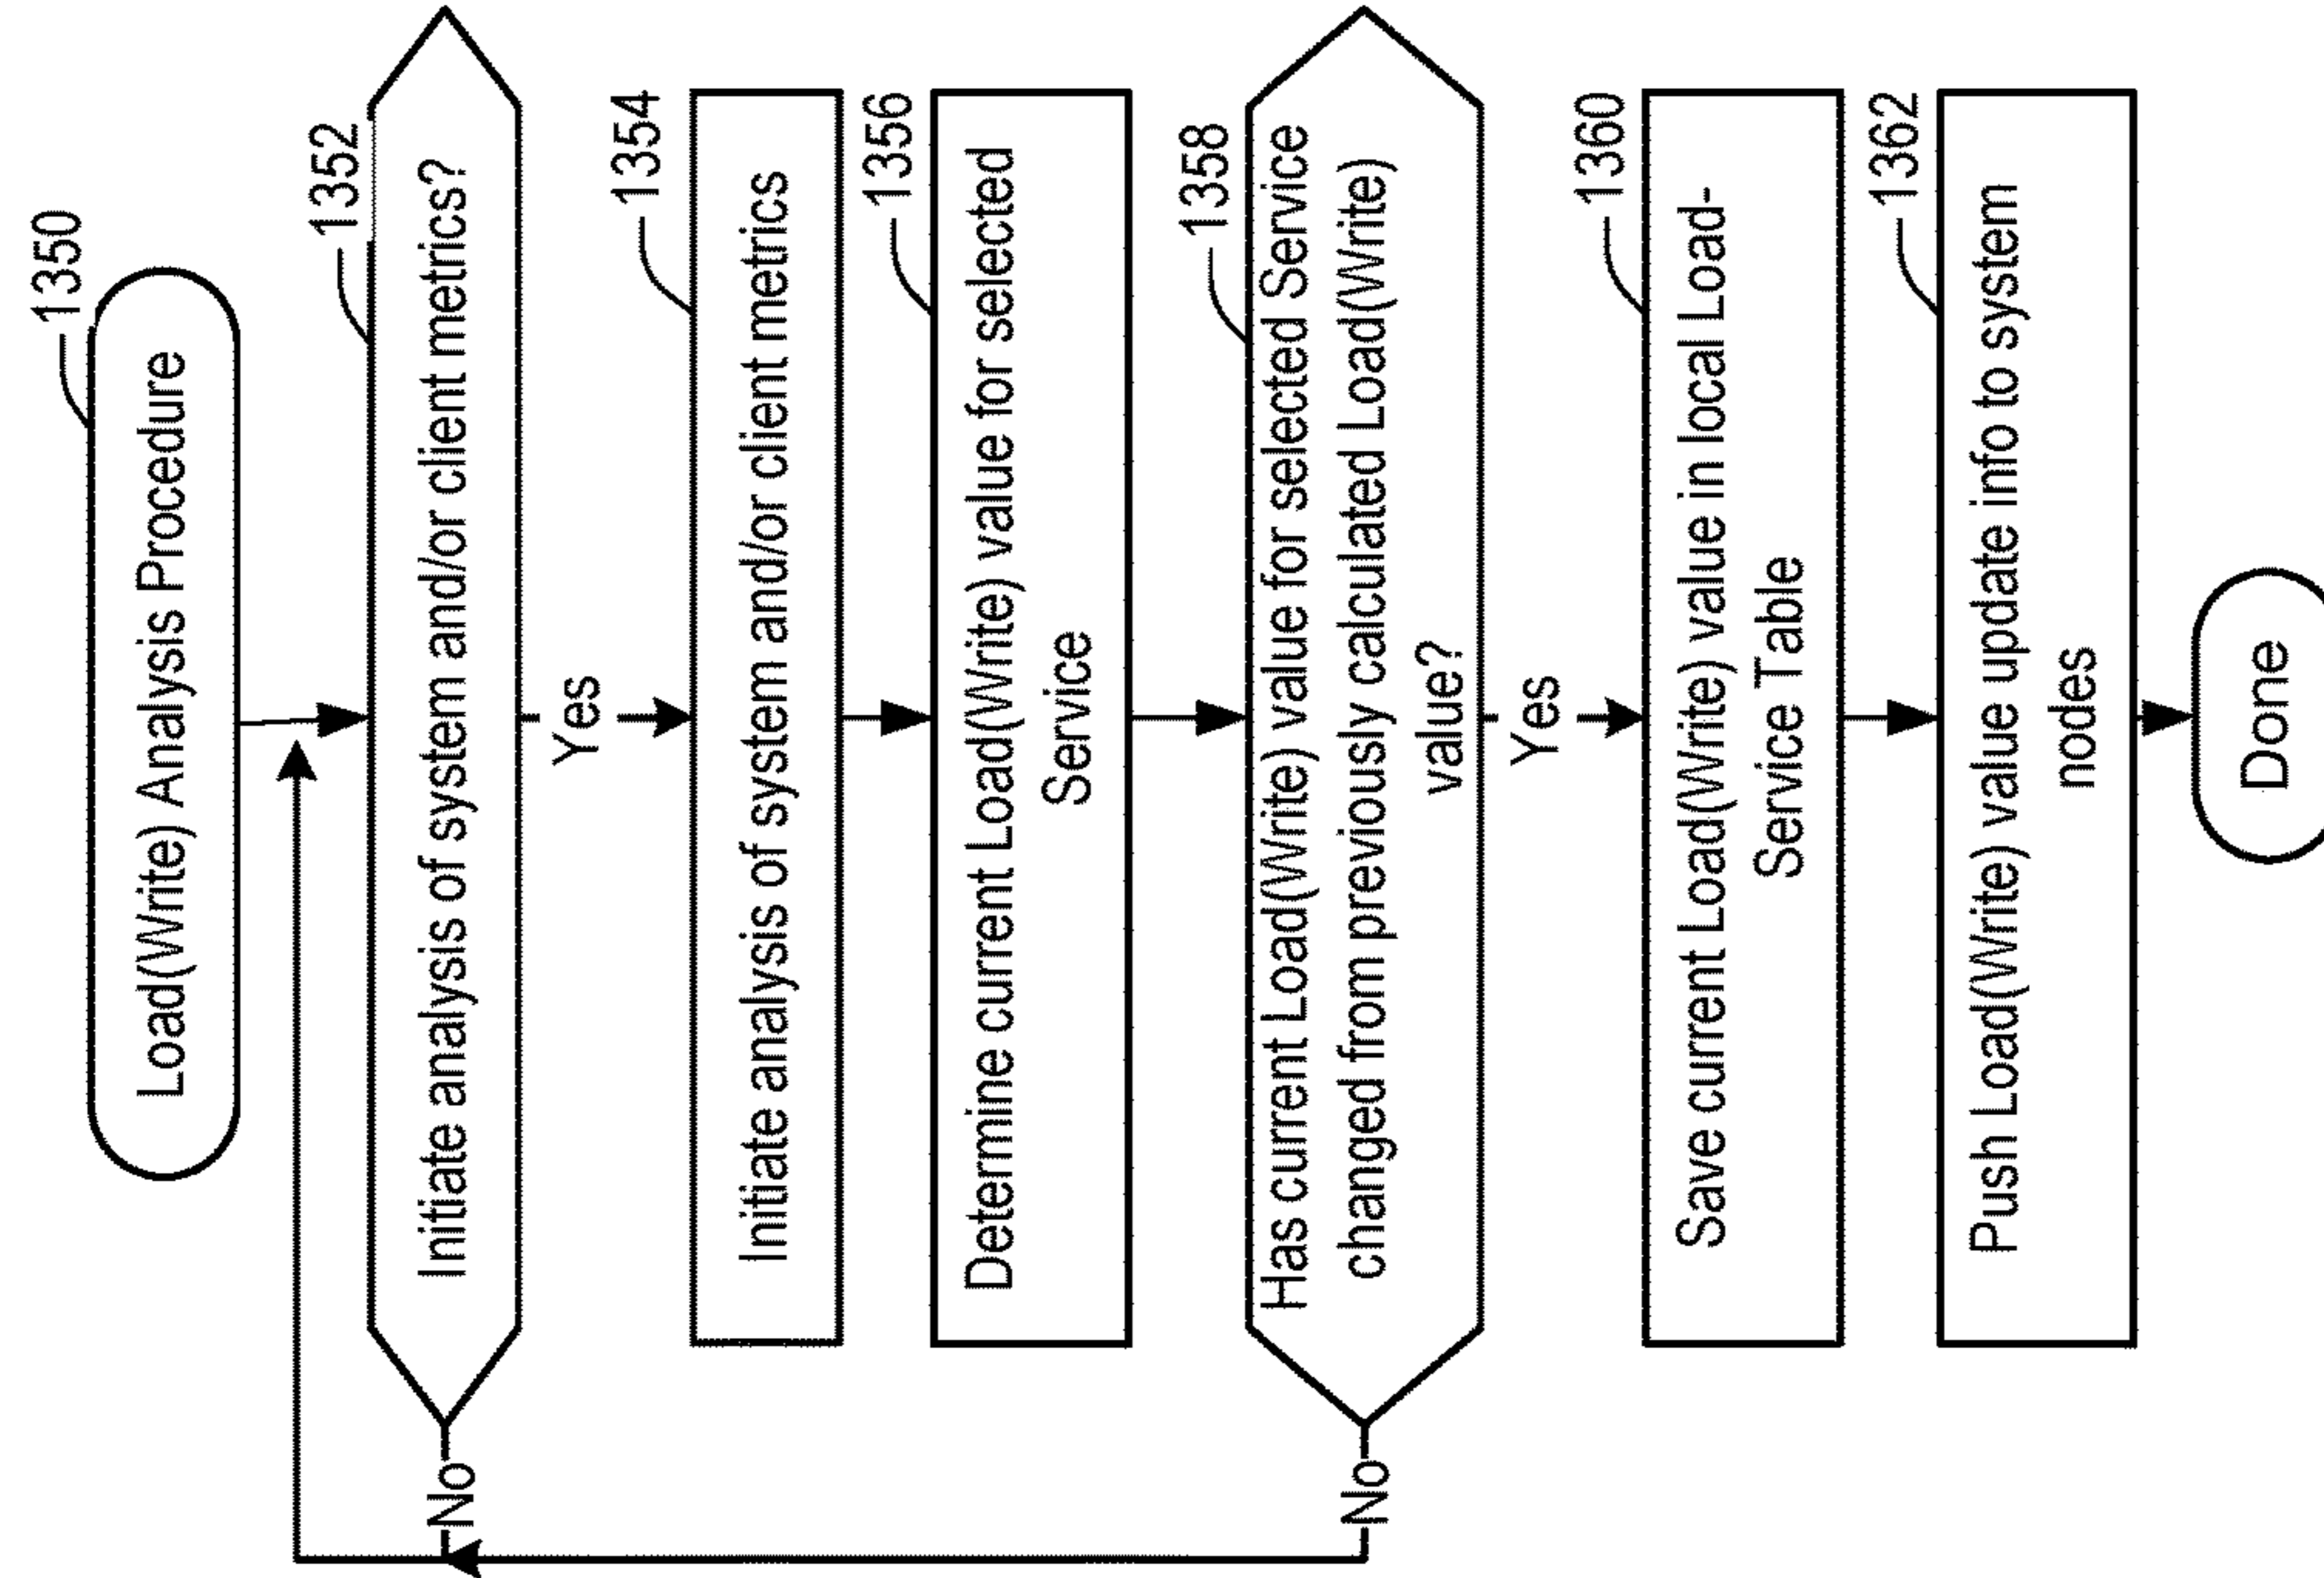 1350
Load(Write) Analysis Procedure
1352
Initiate analysis of system and/or client metrics?
No
Yes
1354
Initiate analysis of system and/or client metrics
1356
Determine current Load(Write) value for selected
Service
1358
Has current Load(Write) value for selected Service
changed from previously calculated Load(Write)
value?
No
Yes
1360
Save current Load(Write) value in local Load-
Service Table
1362
Push Load(Write) value update info to system
nodes
Done